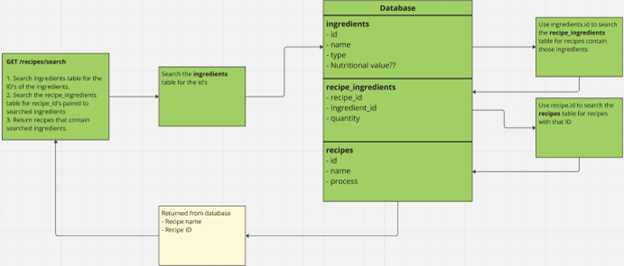 GET /recipes/search
1. Search ingredients table for the
ID's of the ingredients.
2. Search the recipe_ingredients
table for recipe_id's paired to
searched ingredients
3. Return recipes that contain
searched ingredients.
Search the ingredients
table for the id's
Database
ingredients
- id
- name
- type
- Nutritional value??
recipe_ingredients
- recipe_id
- ingredient_id
- quantity
recipes
- id
- name
- process
Use ingredients.id to search
the recipe_ingredients
table for recipes contain
those ingredients
Use recipe.id to search the
recipes table for recipes
with that ID
Returned from database
- Recipe name
- Recipe ID